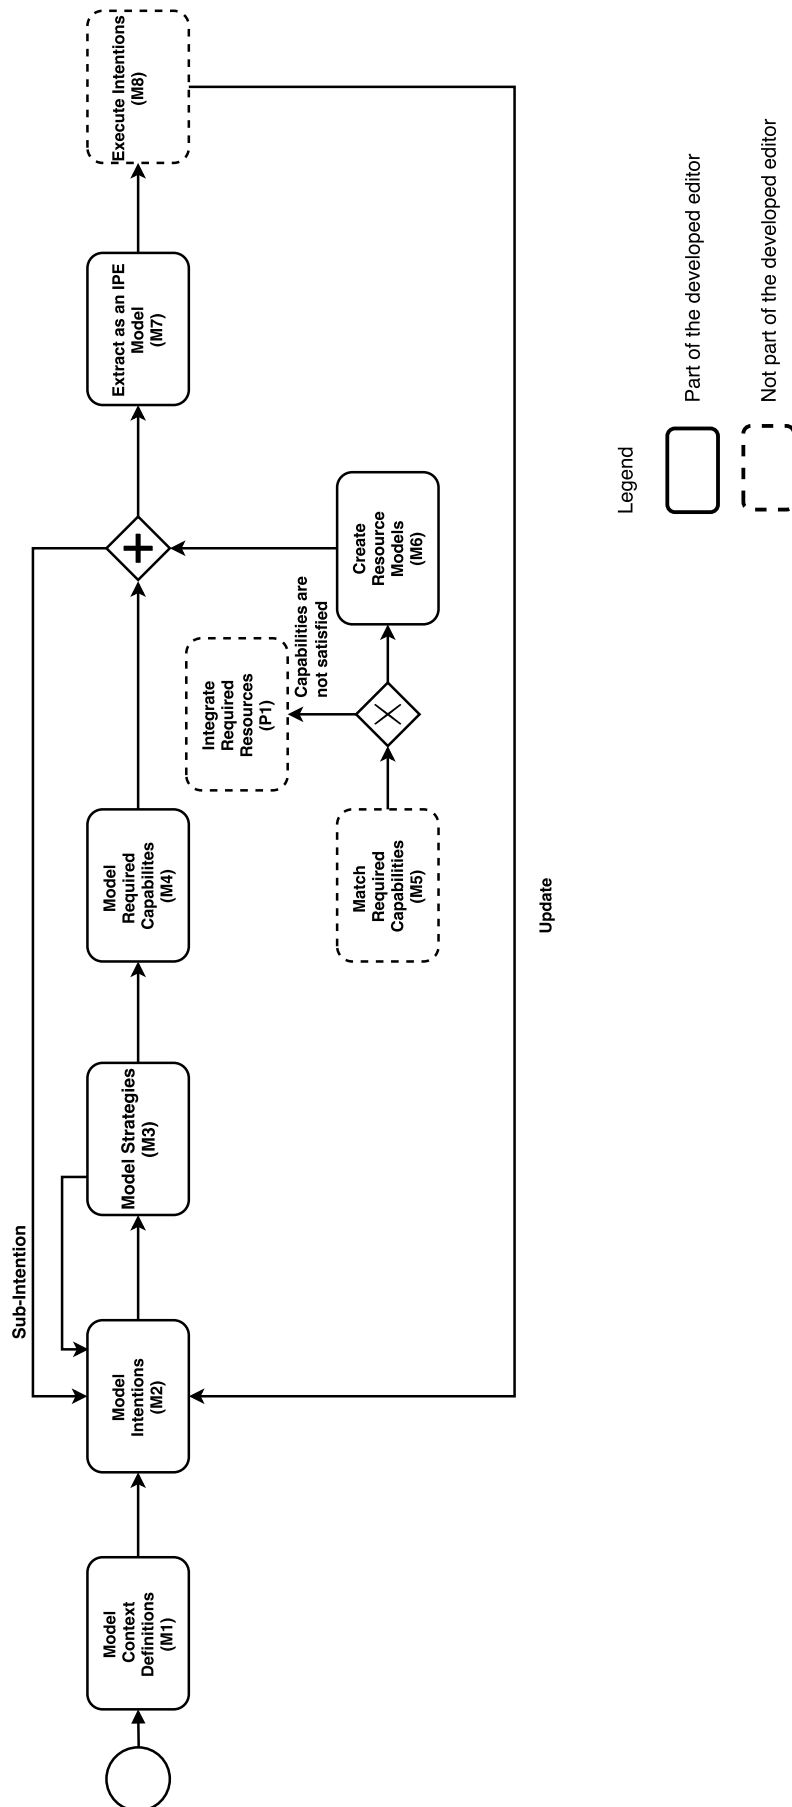 Sub-Intention
Model
Context
Definitions
(M1)
Model
Intentions
(M2)
Model Strategies
(M3)
Model
Required
Capabilites
(M4)
Extract as an IPE
Model
(M7)
Execute Intentions
(M8)
Integrate
Required
Resources
(P1)
Capabilities are
not satisfied
Match
Required
Capabilities
(M5)
Create
Resource
Models
(M6)
Update
Legend
Part of the developed editor
Not part of the developed editor